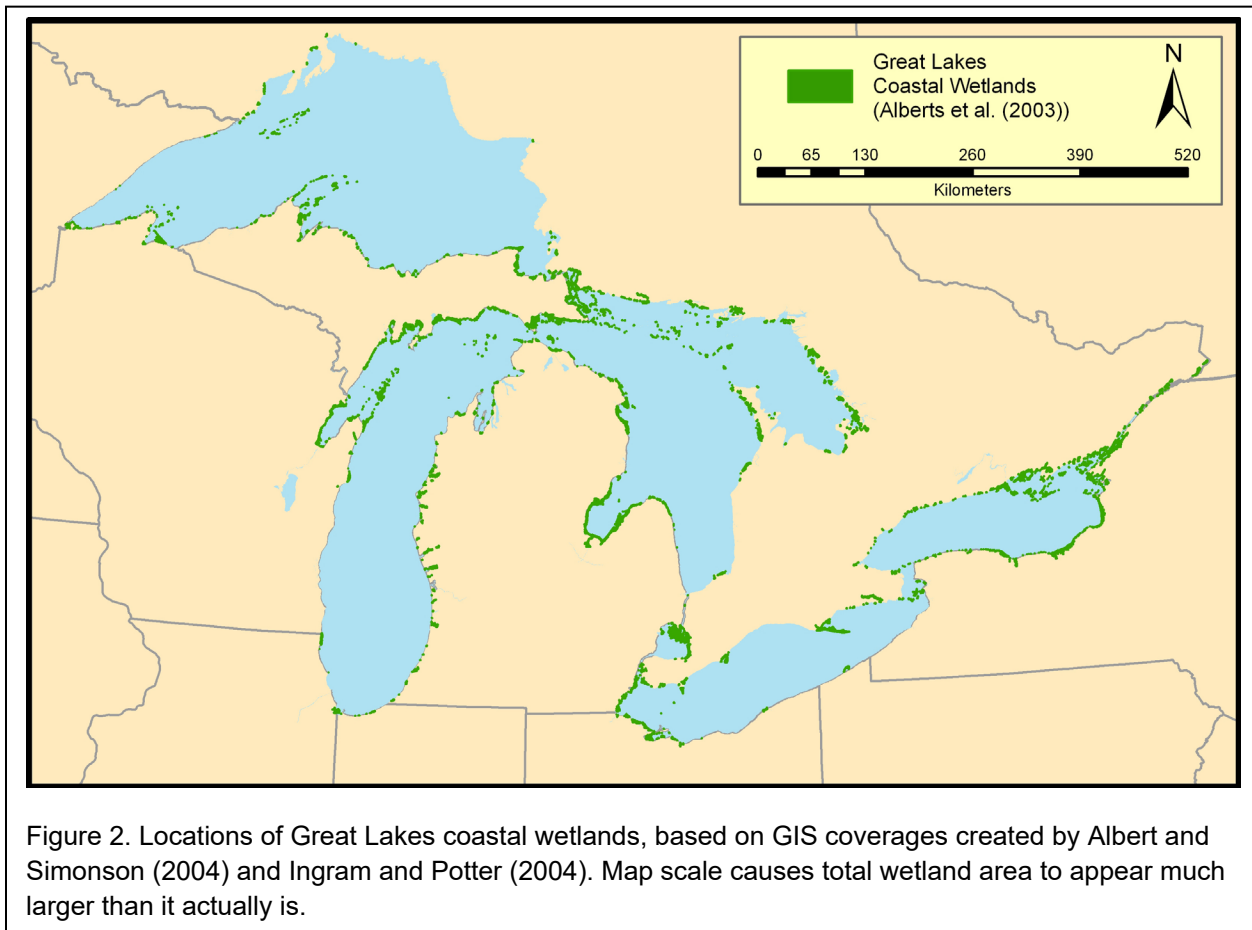 Great Lakes
Coastal Wetlands
(Alberts et al. (2003))
N
0 65 130 260 390 520
Kilometers
Figure 2. Locations of Great Lakes coastal wetlands, based on GIS coverages created by Albert and
Simonson (2004) and Ingram and Potter (2004). Map scale causes total wetland area to appear much
larger than it actually is.